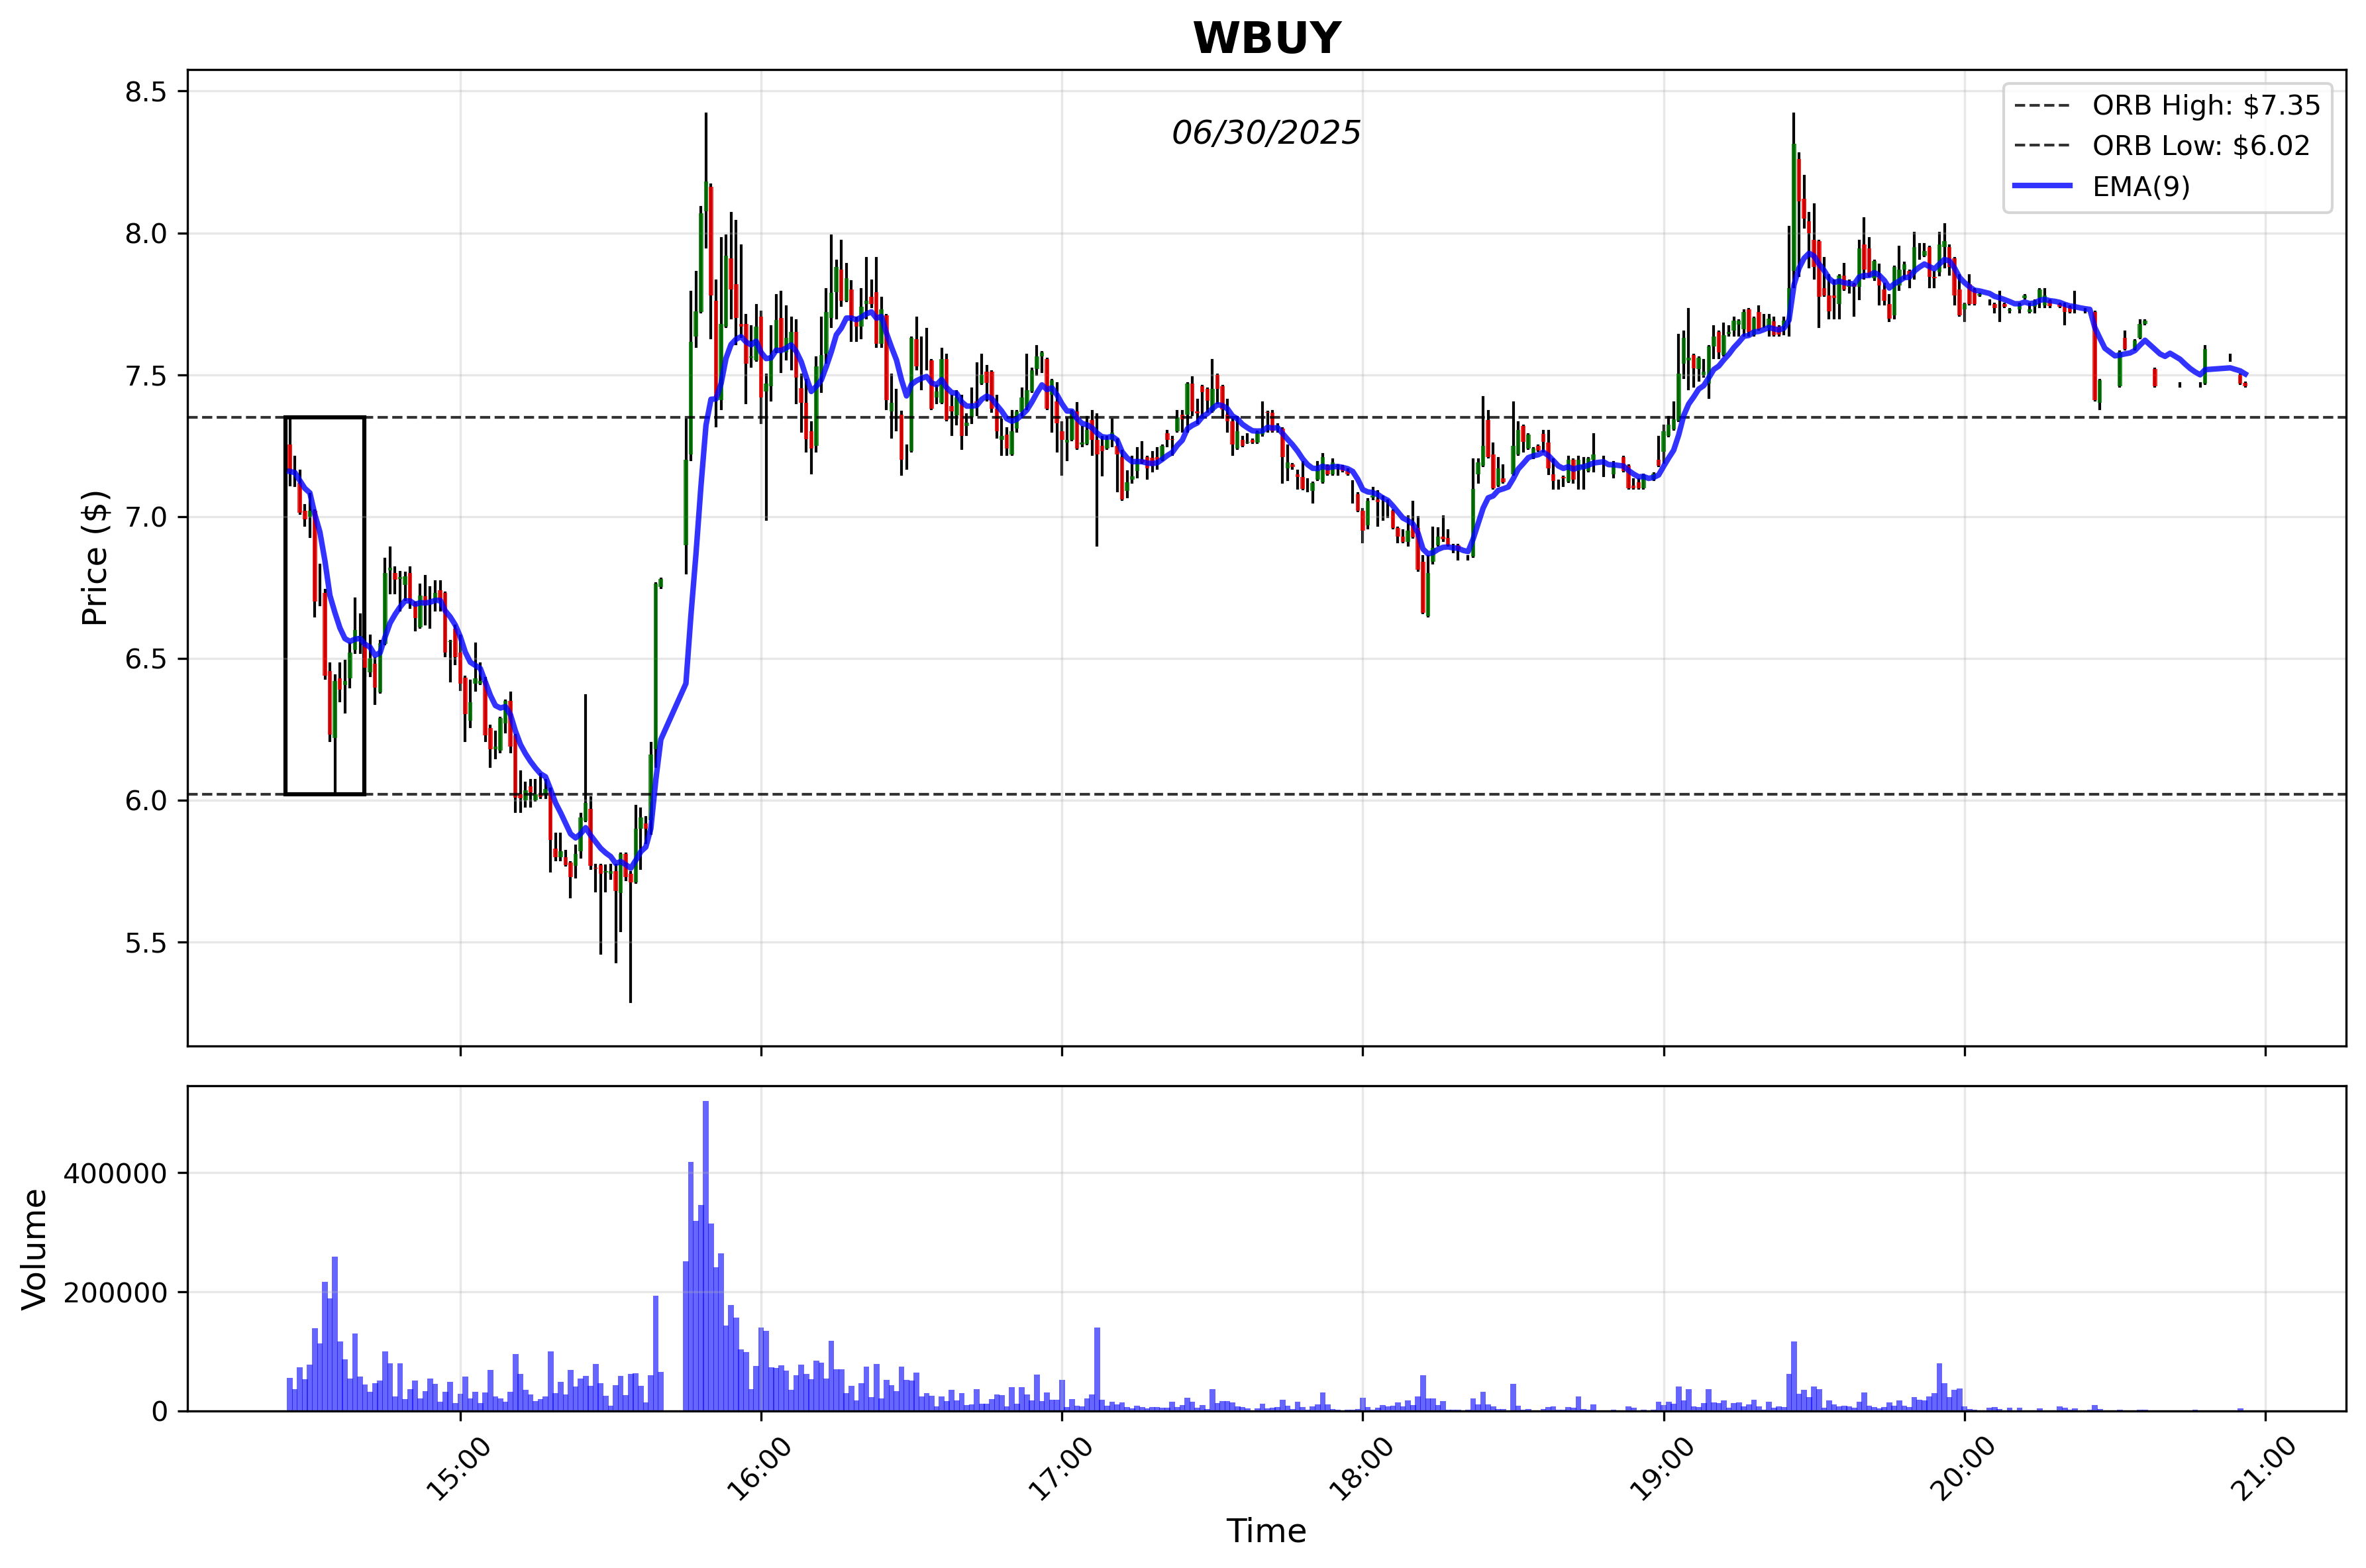 WBUY
06/30/2025
ORB High: $7.35
ORB Low: $6.02
EMA(9)
Price ($)
8.5
8.0
7.5
7.0
6.5
6.0
5.5
Volume
400000
200000
0
15:00
16:00
17:00
18:00
19:00
20:00
21:00
Time